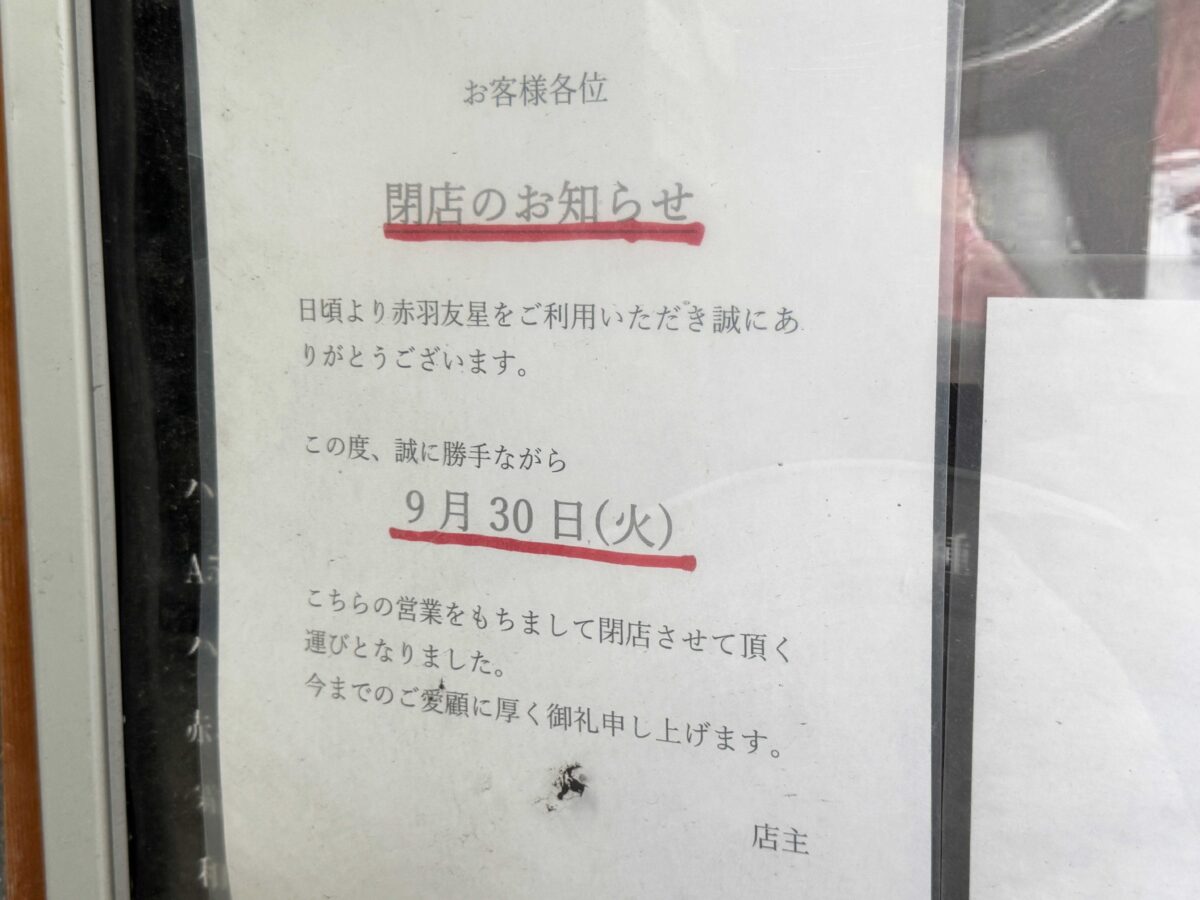 お客様各位
閉店のお知らせ
日頃より赤羽友星をご利用いただき誠にあ
りがとうございます。
この度、誠に勝手ながら
9月30日(火)
こちらの営業をもちまして閉店させて頂く
運びとなりました。
今までのご愛顧に厚く御礼申し上げます。
店主
ハ
A
ハ
赤
種